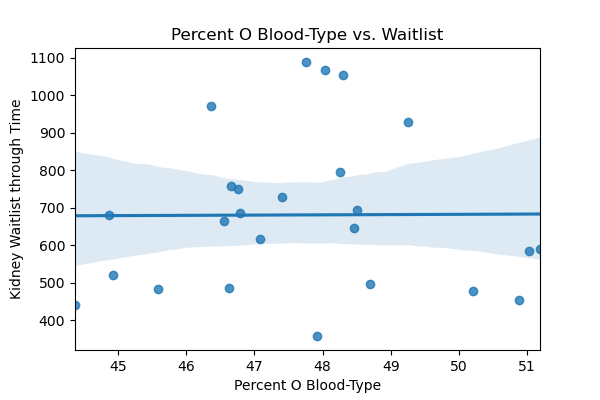 Percent O Blood-Type vs. Waitlist
Kidney Waitlist through Time
1100
1000
900
800
700
600
500
400
45 46 47 48 49 50 51
Percent O Blood-Type